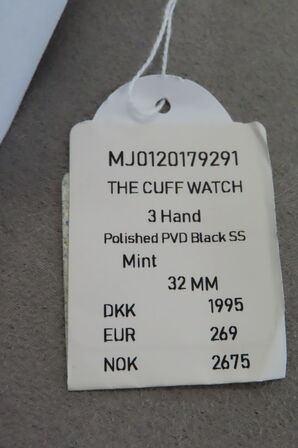 MJ0120179291
THE CUFF WATCH
3 Hand
Polished PVD Black SS
Mint
32 MM
DKK 1995
EUR 269
NOK 2675